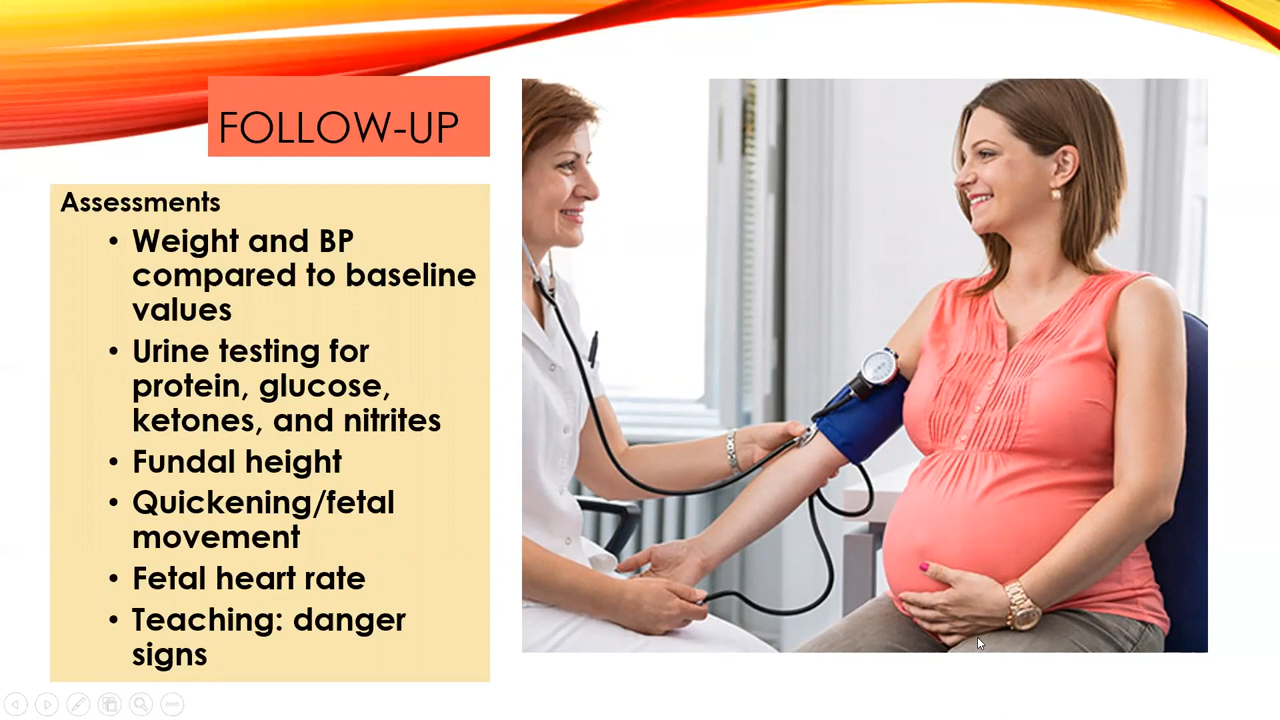 FOLLOW-UP
Assessments
• Weight and BP
compared to baseline
values
• Urine testing for
protein, glucose,
ketones, and nitrites
• Fundal height
• Quickening/fetal
movement
• Fetal heart rate
• Teaching: danger
signs